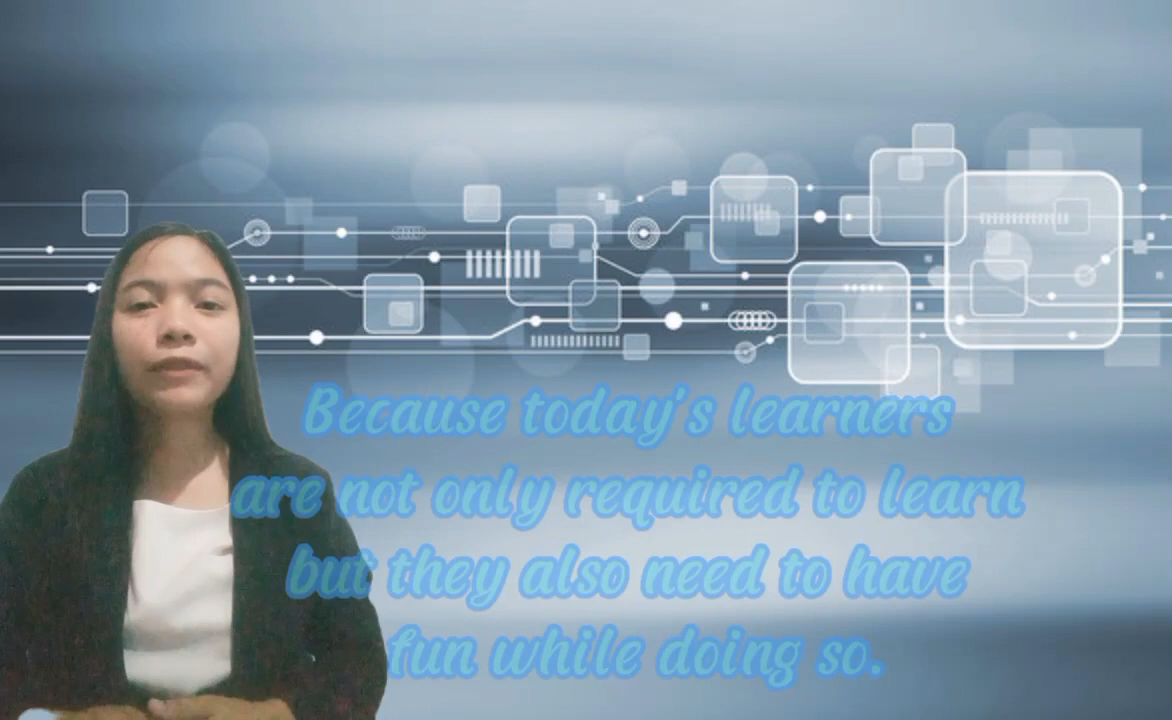 Because today's learners
are not only required to learn
but they also need to have
fun while doing so.